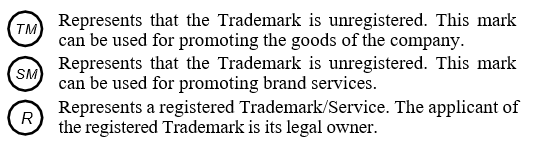 TM Represents that the Trademark is unregistered. This mark
can be used for promoting the goods of the company.
SM Represents that the Trademark is unregistered. This mark
can be used for promoting brand services.
R Represents a registered Trademark/Service. The applicant of
the registered Trademark is its legal owner.